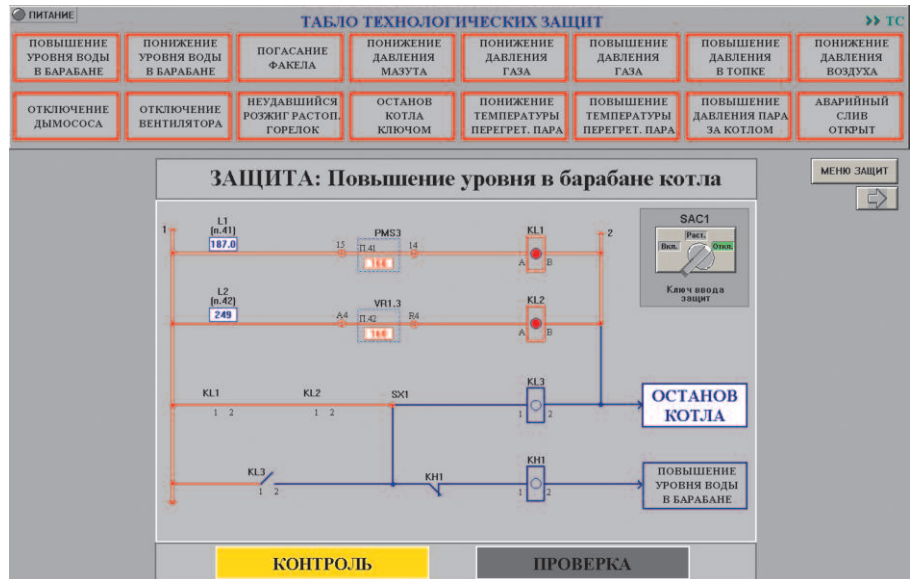 ПИТАНИЕ
ТАБЛО ТЕХНОЛОГИЧЕСКИХ ЗАЩИТ
>> ТС
ПОВЫШЕНИЕ
УРОВНЯ ВОДЫ
В БАРАБАНЕ
ПОНИЖЕНИЕ
УРОВНЯ ВОДЫ
В БАРАБАНЕ
ПОГАСАНИЕ
ФАКЕЛА
ПОНИЖЕНИЕ
ДАВЛЕНИЯ
МАЗУТА
ПОНИЖЕНИЕ
ДАВЛЕНИЯ
ГАЗА
ПОВЫШЕНИЕ
ДАВЛЕНИЯ
ГАЗА
ПОВЫШЕНИЕ
ДАВЛЕНИЯ
В ТОПКЕ
ПОНИЖЕНИЕ
ДАВЛЕНИЯ
ВОЗДУХА
ОТКЛЮЧЕНИЕ
ДЫМОСОСА
ОТКЛЮЧЕНИЕ
ВЕНТИЛЯТОРА
НЕУДАВШИЙСЯ
РОЗЖИГ РАСТОП.
ГОРЕЛОК
ОСТАНОВ
КОТЛА
КЛЮЧОМ
ПОНИЖЕНИЕ
ТЕМПЕРАТУРЫ
ПЕРЕГРЕТ. ПАРА
ПОВЫШЕНИЕ
ТЕМПЕРАТУРЫ
ПЕРЕГРЕТ. ПАРА
ПОВЫШЕНИЕ
ДАВЛЕНИЯ ПАРА
ЗА КОТЛОМ
АВАРИЙНЫЙ
СЛИВ
ОТКРЫТ
ЗАЩИТА: Повышение уровня в барабане котла
МЕНЮ ЗАЩИТ
1
L1
(п.41)
187.0
15
PMS3
П.41
14
KL1
A B
2
SAC1
Вкл.
Раст.
Откл.
Ключ ввода
защит
L2
(п.42)
249
A4
VR1.3
П.42
R4
KL2
A B
KL1
1 2
KL2
1 2
SX1
KL3
1 2
ОСТАНОВ
КОТЛА
KL3
1 2
KH1
KH1
1 2
ПОВЫШЕНИЕ
УРОВНЯ ВОДЫ
В БАРАБАНЕ
КОНТРОЛЬ
ПРОВЕРКА